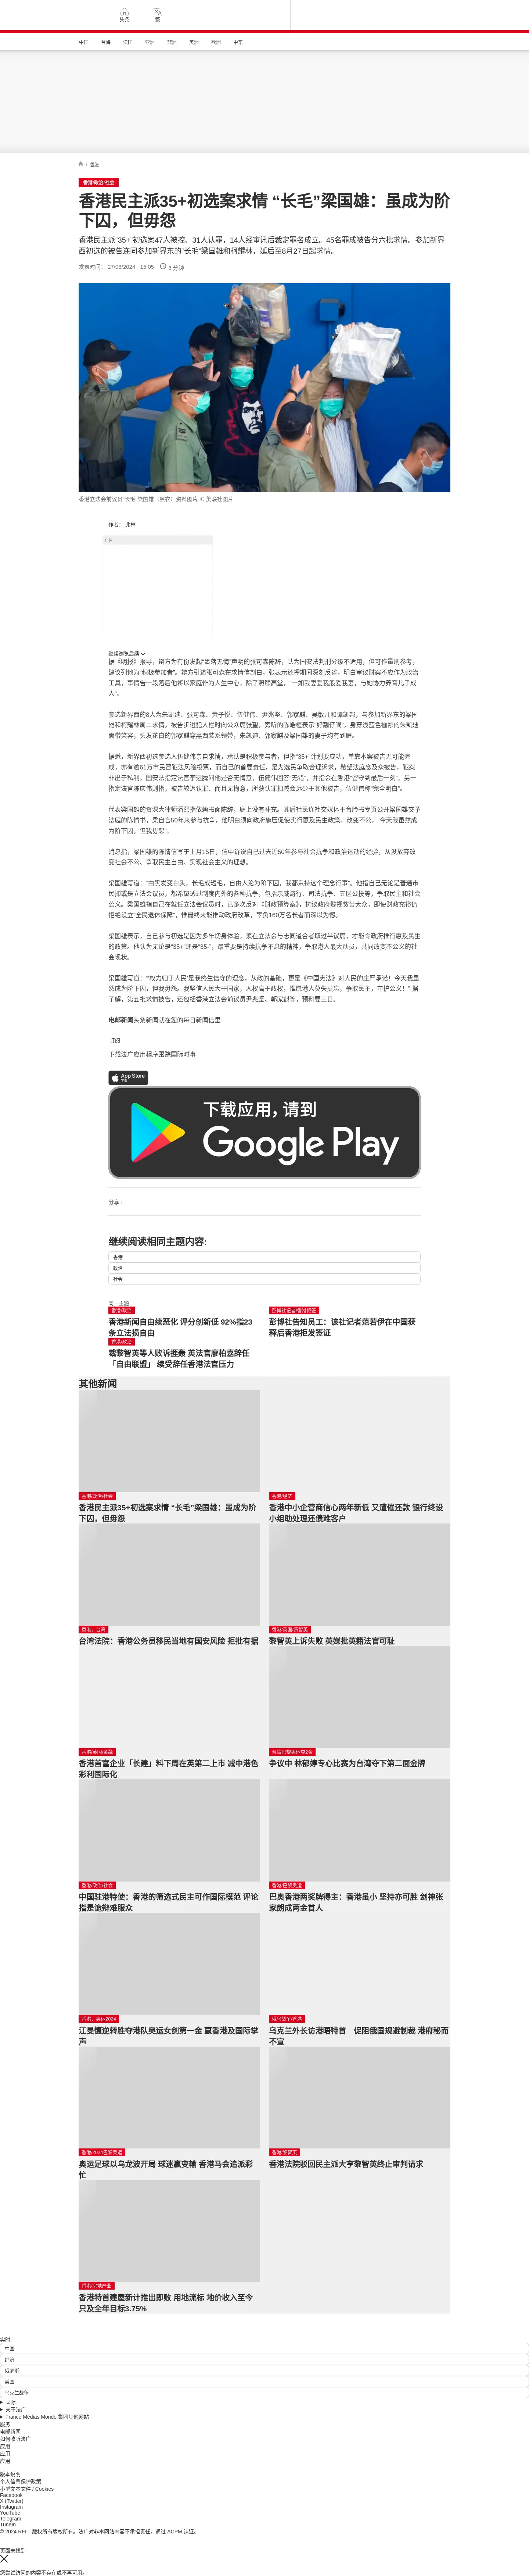 头条
繁
中国
台海
法国
亚洲
非洲
美洲
欧洲
中东
/ 首页
香港/政治/社会
香港民主派35+初选案求情 “长毛”梁国雄：虽成为阶
下囚，但毋怨
香港民主派“35+”初选案47人被控、31人认罪，14人经审讯后裁定罪名成立。45名罪成被告分六批求情。参加新界
西初选的被告连同参加新界东的“长毛”梁国雄和柯耀林，延后至8月27日起求情。
发表时间： 27/08/2024 - 15:05 8 分钟
香港立法会前议员“长毛”梁国雄（黑衣）资料图片 © 美联社图片
作者： 弗林
广告
继续浏览后续
据《明报》报导，辩方为有份发起“墨落无悔”声明的张可森陈辞，认为国安法判刑分级不适用，但可作量刑参考，
建议列他为“积极参加者”。辩方引述张可森在求情信剖白，张表示还押期间深刻反省，明白审议财案不应作为政治
工具，事情告一段落后他将以家庭作为人生中心，除了照顾高堂，“一如我妻爱我般爱我妻，与她协力养育儿子成
人”。
参选新界西的8人为朱凯廸、张可森、黄子悦、伍健伟、尹兆坚、郭家麒、吴敏儿和谭凯邦，与参加新界东的梁国
雄和柯耀林周二求情。被告步进犯人栏时向公众席张望，旁听的陈皓桓表示“好靓仔喎”。身穿浅蓝色襯衫的朱凯廸
面带笑容，头发花白的郭家麒穿黑西装系领带，朱凯廸、郭家麒及梁国雄的妻子均有到庭。
据悉，新界西初选参选人伍健伟亲自求情，承认是积极参与者，但指“35+”计划要成功，单靠本案被告无可能完
成，亦有逾61万市民冒犯法风险投票，而自己的首要责任，是为选民争取合理诉求，希望法庭念及众被告，犯案
非出于私利。国安法指定法官李运腾问他是否无悔意，伍健伟回答“无错”，并指会在香港“留守到最后一刻”。另一
指定法官陈庆伟则指，被告较迟认罪、而且无悔意，所获认罪扣减会远少于其他被告，伍健伟称“完全明白”。
代表梁国雄的资深大律师潘熙指依赖书面陈辞，庭上没有补充。其后社民连社交媒体平台脸书专页公开梁国雄交予
法庭的陈情书，梁自言50年来参与抗争，他明白须向政府施压促使实行惠及民生政策、改变不公，“今天我虽然成
为阶下囚，但我毋怨”。
消息指，梁国雄的陈情信写于上月15日，信中诉说自己过去近50年参与社会抗争和政治运动的经验，从没放弃改
变社会不公、争取民主自由、实现社会主义的理想。
梁国雄写道：“由黑发变白头，长毛成短毛，自由人沦为阶下囚，我都秉持这个理念行事”。他指自己无论是普通市
民抑或是立法会议员，都希望透过制度内外的各种抗争，包括示威游行、司法抗争、五区公投等，争取民主和社会
公义。梁国雄指自己在就任立法会议员时，已多次反对《财政预算案》，抗议政府贱视贫苦大众，即便财政充裕仍
拒绝设立“全民退休保障”，惟最终未能推动政府改革，辜负160万名长者而深以为憾。
梁国雄表示，自己参与初选是因为多年切身体验，须在立法会与志同道合者取过半议席，才能令政府推行惠及民生
的政策。他认为无论是“35+”还是“35-”，最重要是持续抗争不息的精神，争取港人最大动员，共同改变不公义的社
会现状。
梁国雄写道：“‘权力归于人民’是我终生信守的理念，从政的基础，更是《中国宪法》对人民的庄严承诺！今天我虽
然成为阶下囚，但我毋怨。我坚信人民大于国家，人权高于政权，惟愿港人莫失莫忘，争取民主，守护公义！” 据
了解，第五批求情被告，还包括香港立法会前议员尹兆坚、郭家麒等，预料要三日。
电邮新闻头条新闻就在您的每日新闻信里
订阅
下载法广应用程序跟踪国际时事
App Store
下载
下载应用，请到
Google Play
分享 :
继续阅读相同主题内容:
香港
政治
社会
同一主题
香港/政治
香港新闻自由续恶化 评分创新低 92%指23
条立法损自由
彭博社记者/香港拒签
彭博社告知员工：该社记者范若伊在中国获
释后香港拒发签证
香港/政治
裁黎智英等人败诉捱轰 英法官廖柏嘉辞任
「自由联盟」 续受辞任香港法官压力
其他新闻
香港/政治/社会
香港民主派35+初选案求情 “长毛”梁国雄：虽成为阶
下囚，但毋怨
香港/经济
香港中小企营商信心两年新低 又遭催还款 银行终设
小组助处理还债难客户
香港、台湾
台湾法院：香港公务员移民当地有国安风险 拒批有据
香港/英国/黎智英
黎智英上诉失败 英媒批英籍法官可耻
香港/英国/金融
香港首富企业「长建」料下周在英第二上市 减中港色
彩利国际化
台湾巴黎奥运夺2金
争议中 林郁婷专心比赛为台湾夺下第二面金牌
香港/政治/社会
中国驻港特使：香港的筛选式民主可作国际模范 评论
指是诡辩难服众
香港/巴黎奥运
巴奥香港两奖牌得主：香港虽小 坚持亦可胜 剑神张
家朗成两金首人
香港、奥运2024
江旻憓逆转胜夺港队奥运女剑第一金 赢香港及国际掌
声
俄乌战争/香港
乌克兰外长访港晤特首 促阻俄国规避制裁 港府秘而
不宣
香港/2024巴黎奥运
奥运足球以乌龙波开局 球迷赢变输 香港马会追派彩
忙
香港/黎智英
香港法院驳回民主派大亨黎智英终止审判请求
香港/房地产业
香港特首建屋新计推出即败 用地流标 地价收入至今
只及全年目标3.75%
实时
中国
经济
俄罗斯
美国
乌克兰战争
国际
关于法广
France Médias Monde 集团其他网站
服务
电邮新闻
如何收听法广
应用
应用
应用
版本说明
个人信息保护政策
小型文本文件 / Cookies
Facebook
X (Twitter)
Instagram
YouTube
Telegram
TuneIn
© 2024 RFI – 版权所有版权所有。法广对非本网站内容不承担责任。通过 ACPM 认证。
页面未找到
您尝试访问的内容不存在或不再可用。